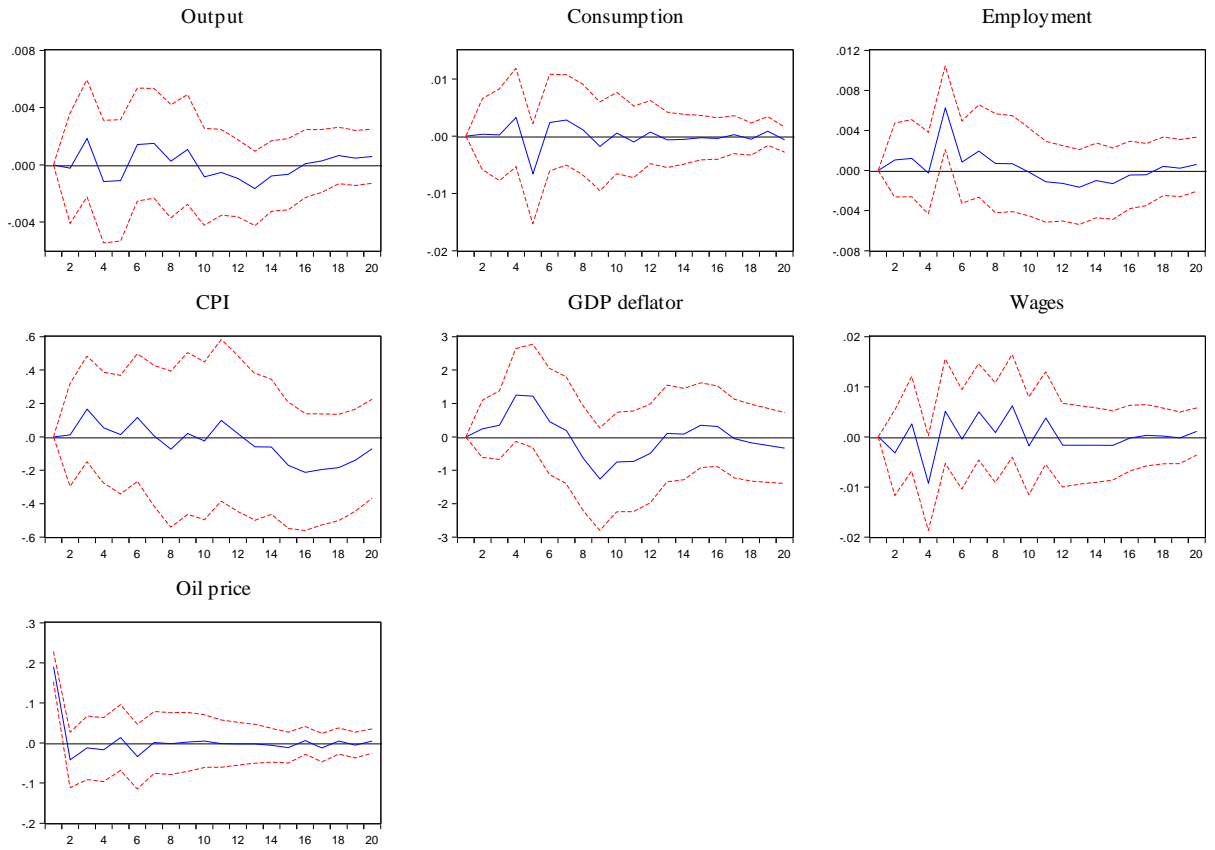 Output
.008
.004
.000
-.004
2 4 6 8 10 12 14 16 18 20
Consumption
.01
.00
-.01
-.02
2 4 6 8 10 12 14 16 18 20
Employment
.012
.008
.004
.000
-.004
-.008
2 4 6 8 10 12 14 16 18 20
CPI
.6
.4
.2
.0
-.2
-.4
-.6
2 4 6 8 10 12 14 16 18 20
GDP deflator
3
2
1
0
-1
-2
-3
2 4 6 8 10 12 14 16 18 20
Wages
.02
.01
.00
-.01
-.02
2 4 6 8 10 12 14 16 18 20
Oil price
.3
.2
.1
.0
-.1
-.2
2 4 6 8 10 12 14 16 18 20